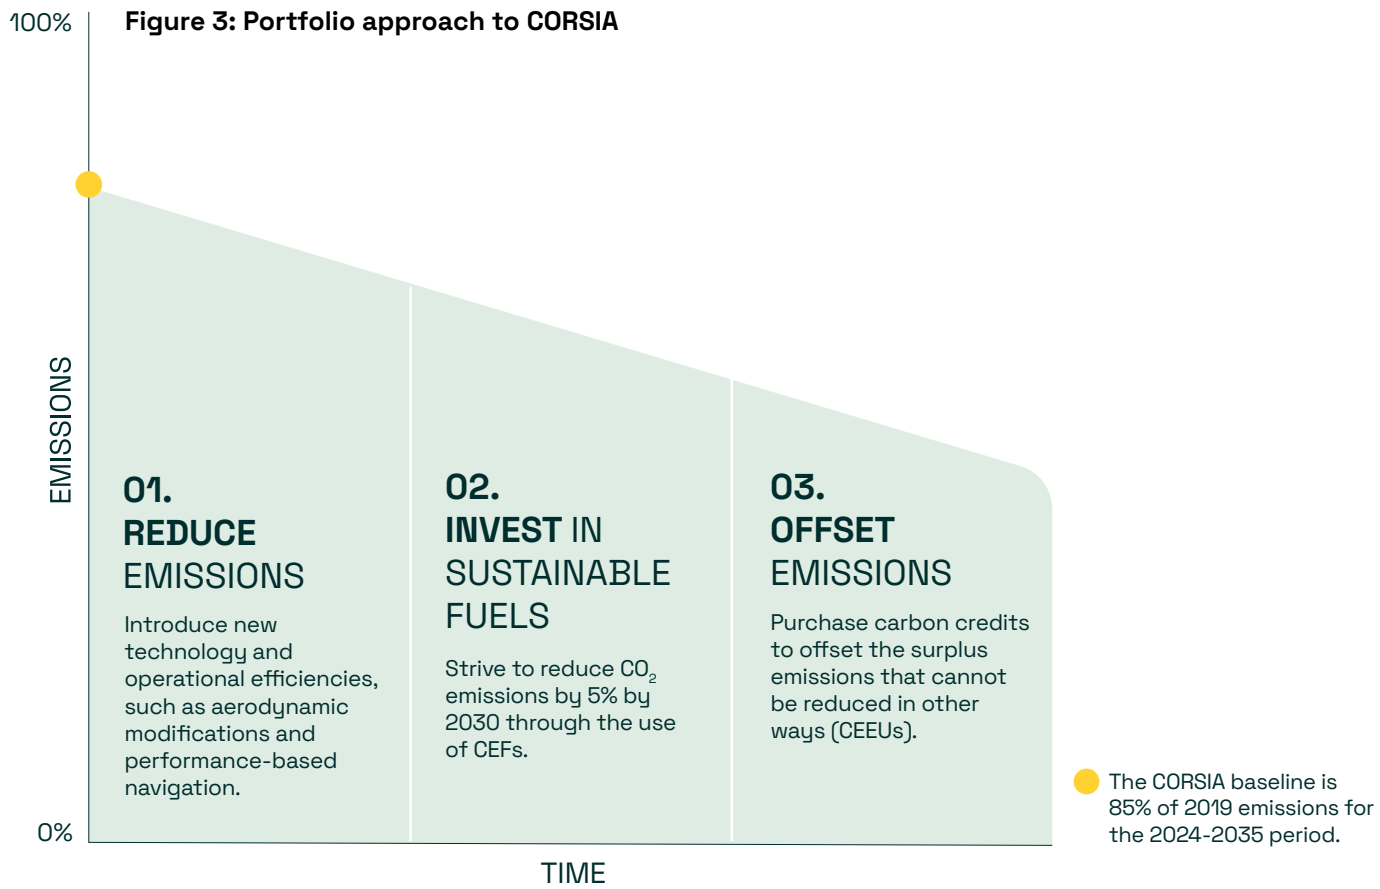 Figure 3: Portfolio approach to CORSIA
100%
EMISSIONS
0%
TIME
01.
REDUCE
EMISSIONS
Introduce new
technology and
operational efficiencies,
such as aerodynamic
modifications and
performance-based
navigation.
02.
INVEST IN
SUSTAINABLE
FUELS
Strive to reduce CO₂
emissions by 5% by
2030 through the use
of CEFs.
03.
OFFSET
EMISSIONS
Purchase carbon credits
to offset the surplus
emissions that cannot
be reduced in other
ways (CEEUs).
The CORSIA baseline is
85% of 2019 emissions for
the 2024-2035 period.